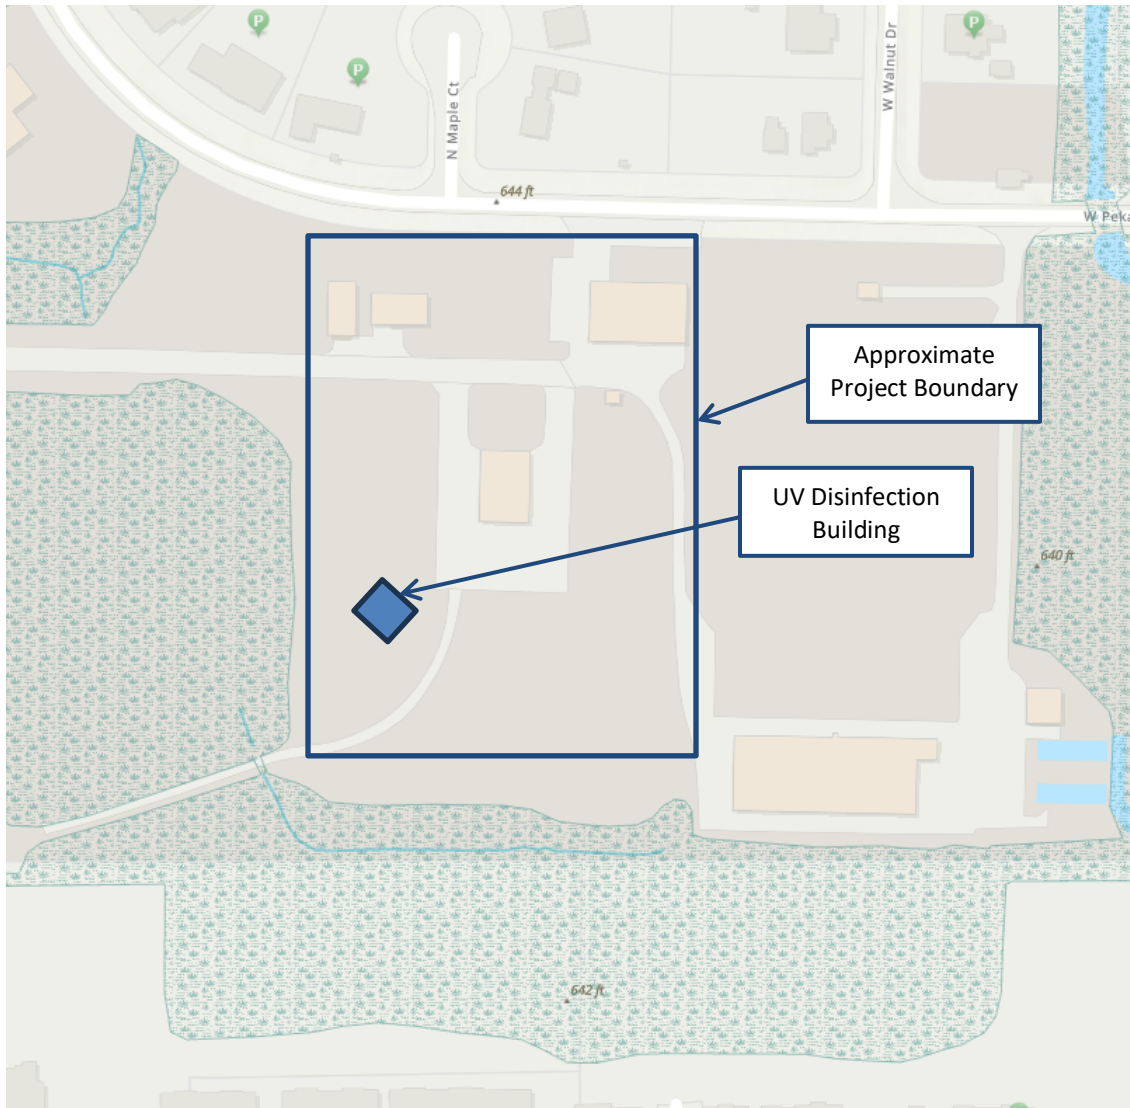 P
P
P
N Maple Ct
W Walnut Dr
644 ft
W Peka
Approximate
Project Boundary
UV Disinfection
Building
640 ft
642 ft